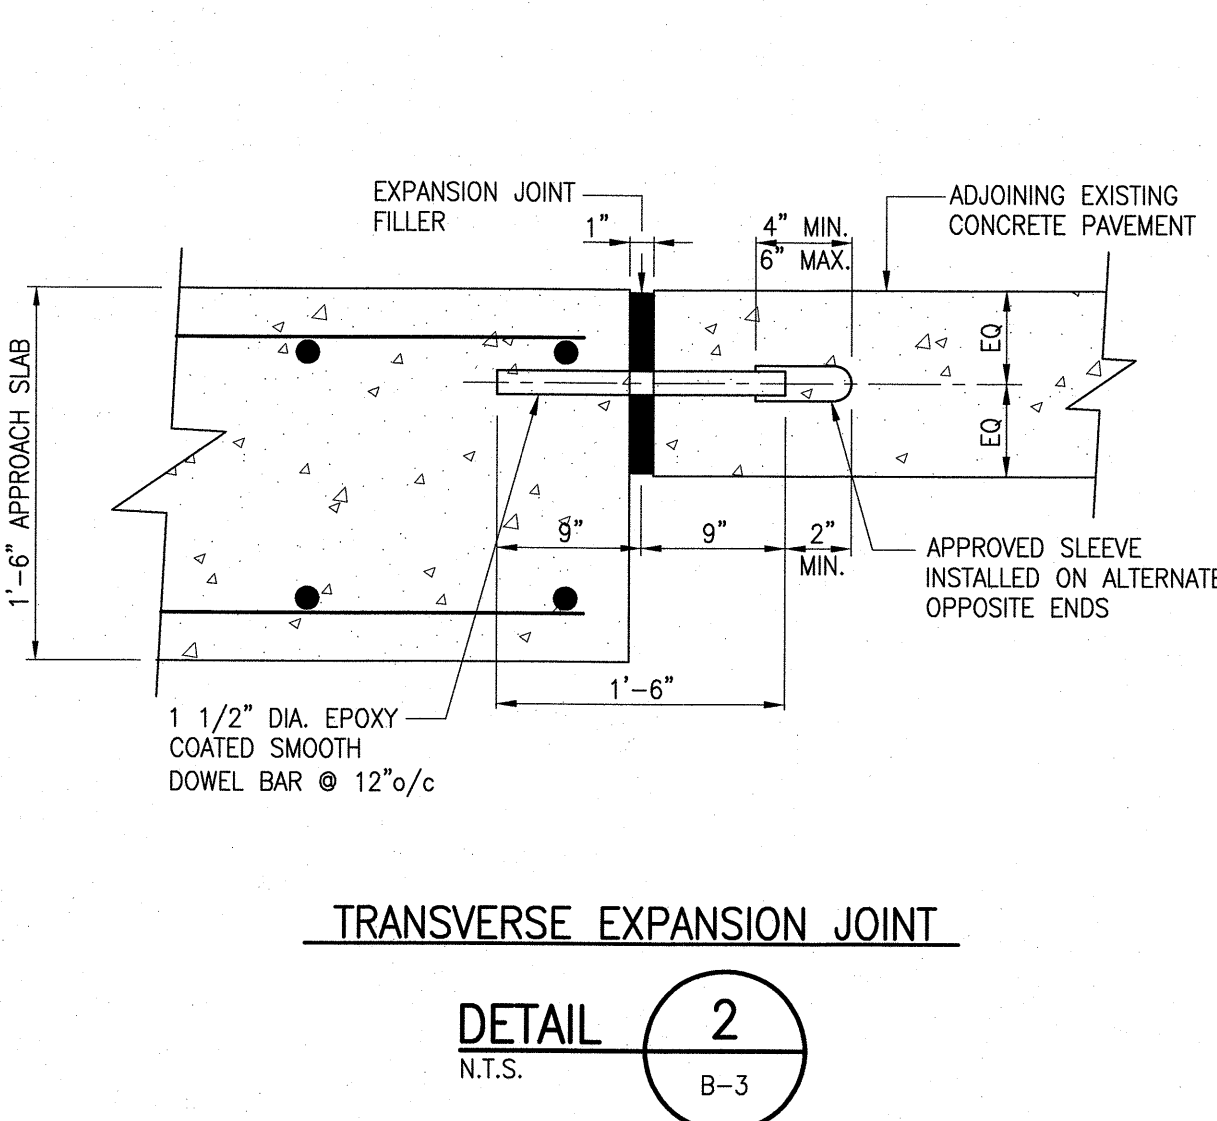 EXPANSION JOINT
FILLER
1"
4" MIN.
6" MAX.
ADJOINING EXISTING
CONCRETE PAVEMENT
1'-6" APPROACH SLAB
EQ
EQ
9"
9"
2"
MIN.
APPROVED SLEEVE
INSTALLED ON ALTERNATE
OPPOSITE ENDS
1'-6"
1 1/2" DIA. EPOXY
COATED SMOOTH
DOWEL BAR @ 12"o/c
TRANSVERSE EXPANSION JOINT
DETAIL
2
N.T.S.
B-3